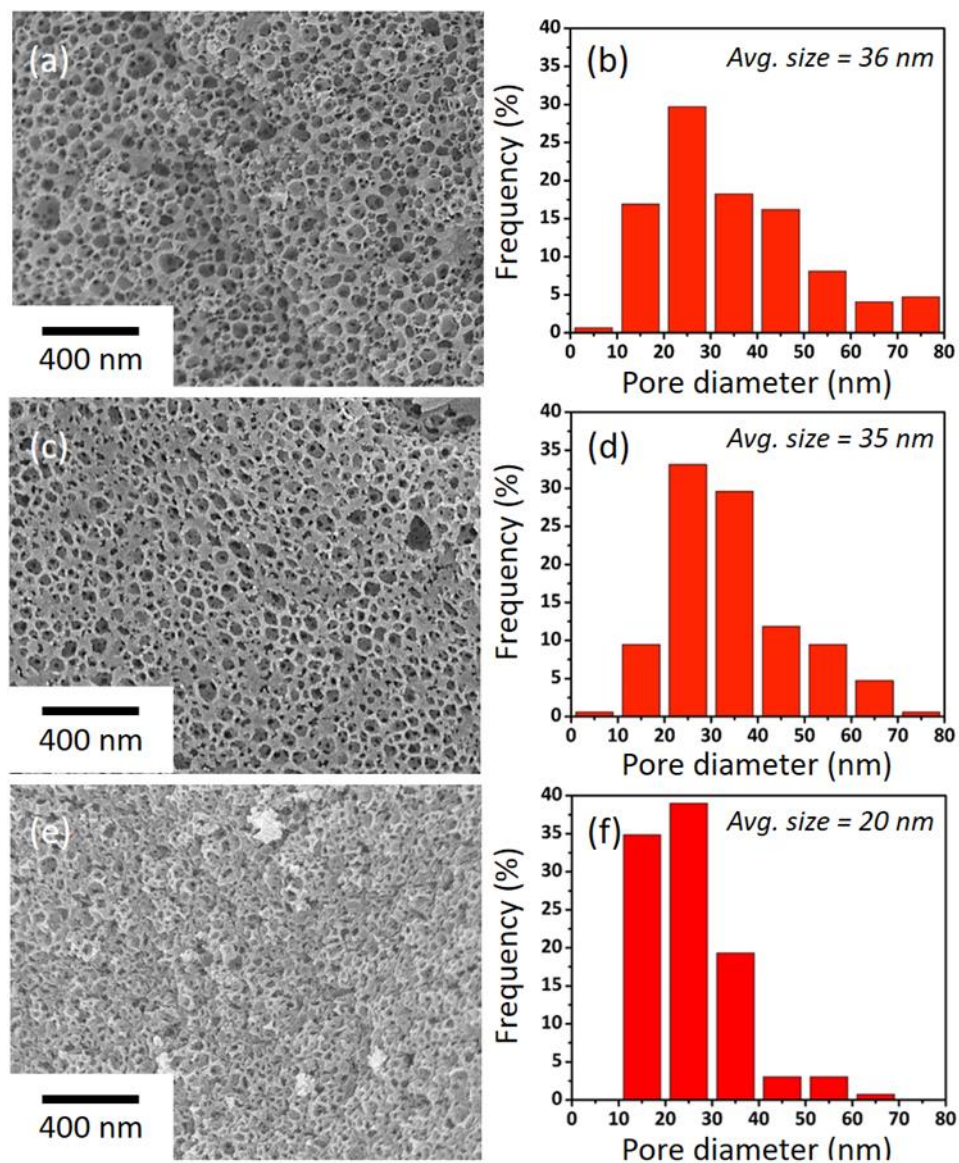 (a)
400 nm
(b)
Avg. size = 36 nm
Frequency (%)
40
35
30
25
20
15
10
5
0
0 10 20 30 40 50 60 70 80
Pore diameter (nm)
(c)
400 nm
(d)
Avg. size = 35 nm
Frequency (%)
40
35
30
25
20
15
10
5
0
0 10 20 30 40 50 60 70 80
Pore diameter (nm)
(e)
400 nm
(f)
Avg. size = 20 nm
Frequency (%)
40
35
30
25
20
15
10
5
0
0 10 20 30 40 50 60 70 80
Pore diameter (nm)